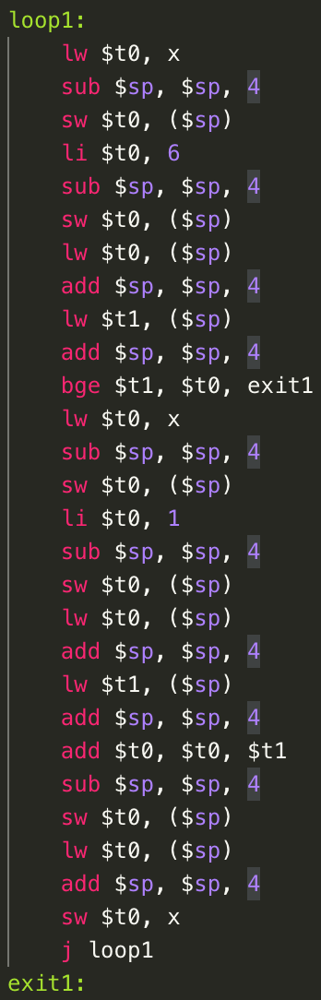 loop1:
lw $t0, x
sub $sp, $sp, 4
sw $t0, ($sp)
li $t0, 6
sub $sp, $sp, 4
sw $t0, ($sp)
lw $t0, ($sp)
add $sp, $sp, 4
lw $t1, ($sp)
add $sp, $sp, 4
bge $t1, $t0, exit1
lw $t0, x
sub $sp, $sp, 4
sw $t0, ($sp)
li $t0, 1
sub $sp, $sp, 4
sw $t0, ($sp)
lw $t0, ($sp)
add $sp, $sp, 4
lw $t1, ($sp)
add $sp, $sp, 4
add $t0, $t0, $t1
sub $sp, $sp, 4
sw $t0, ($sp)
lw $t0, ($sp)
add $sp, $sp, 4
sw $t0, x
j loop1
exit1: